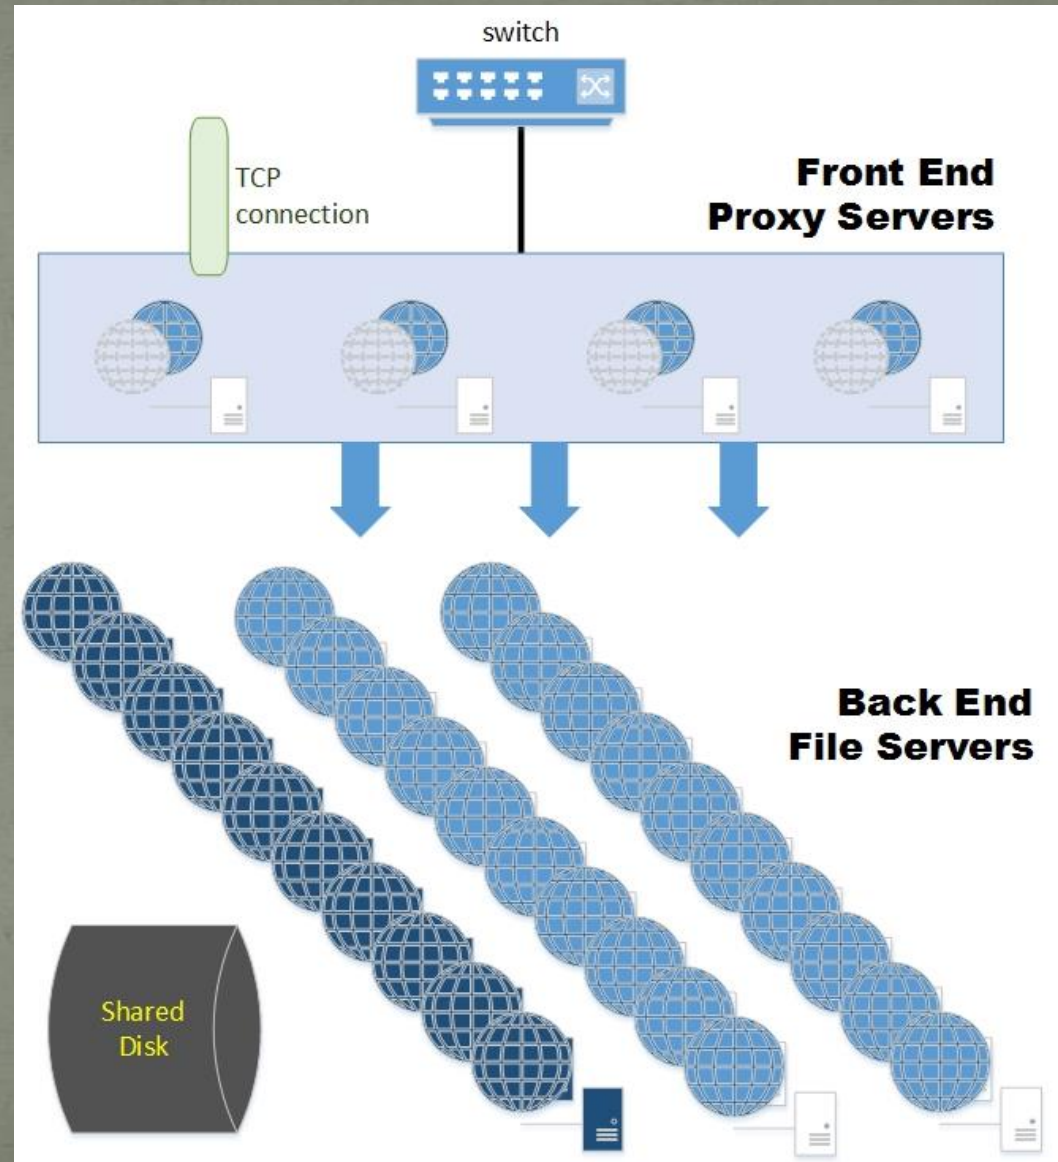 switch
TCP
connection
Front End
Proxy Servers
Back End
File Servers
Shared
Disk